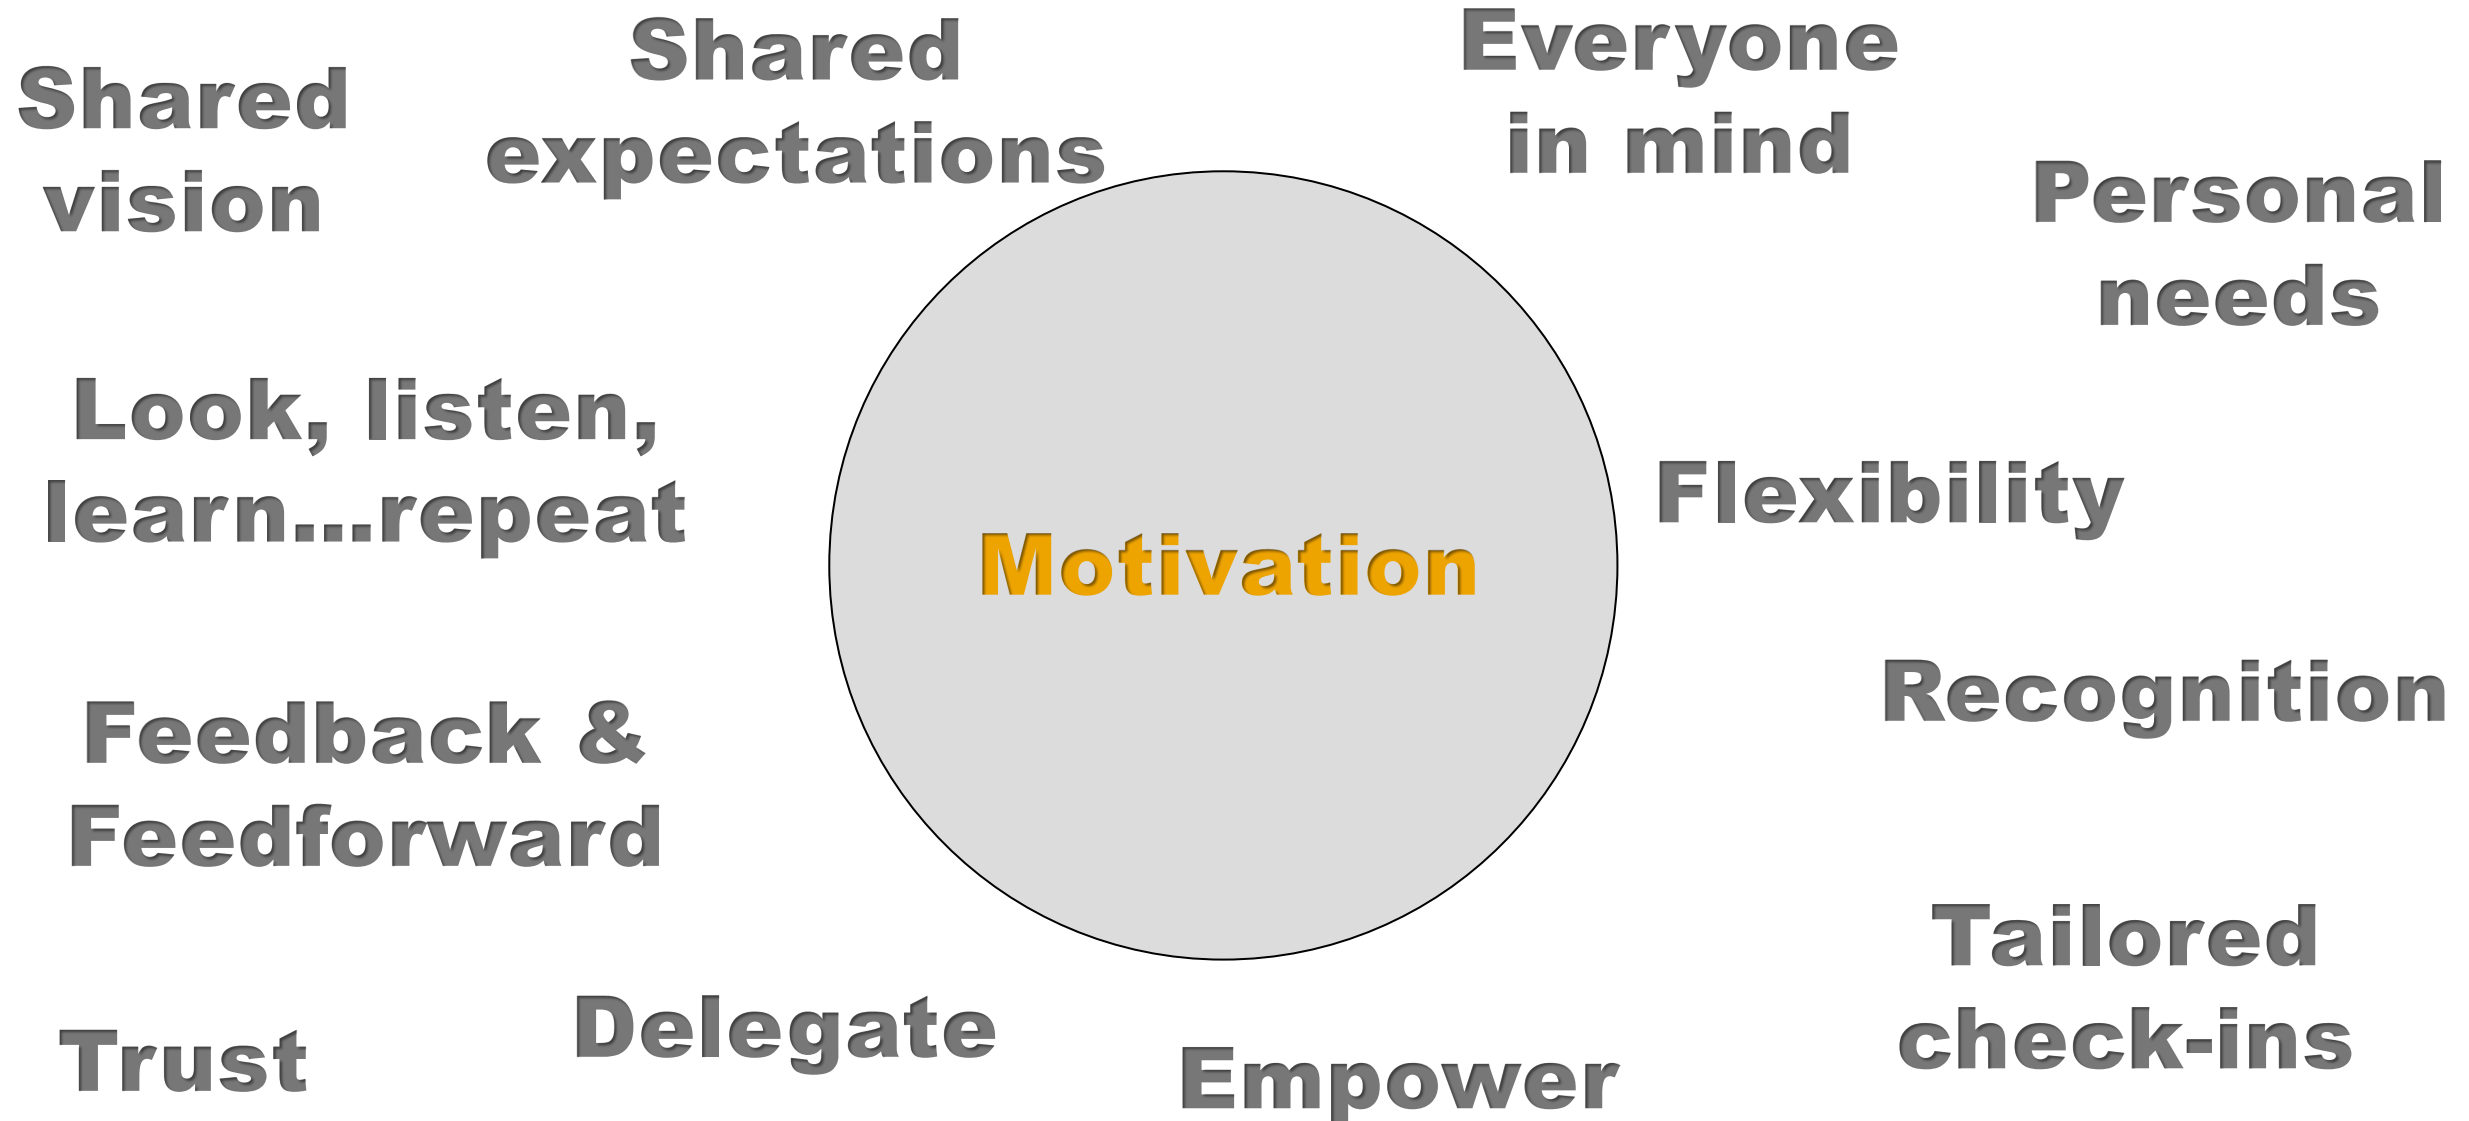 Shared
vision
Shared
expectations
Everyone
in mind
Personal
needs
Look, listen,
learn...repeat
Motivation
Flexibility
Feedback &
Feedforward
Recognition
Trust
Delegate
Empower
Tailored
check-ins